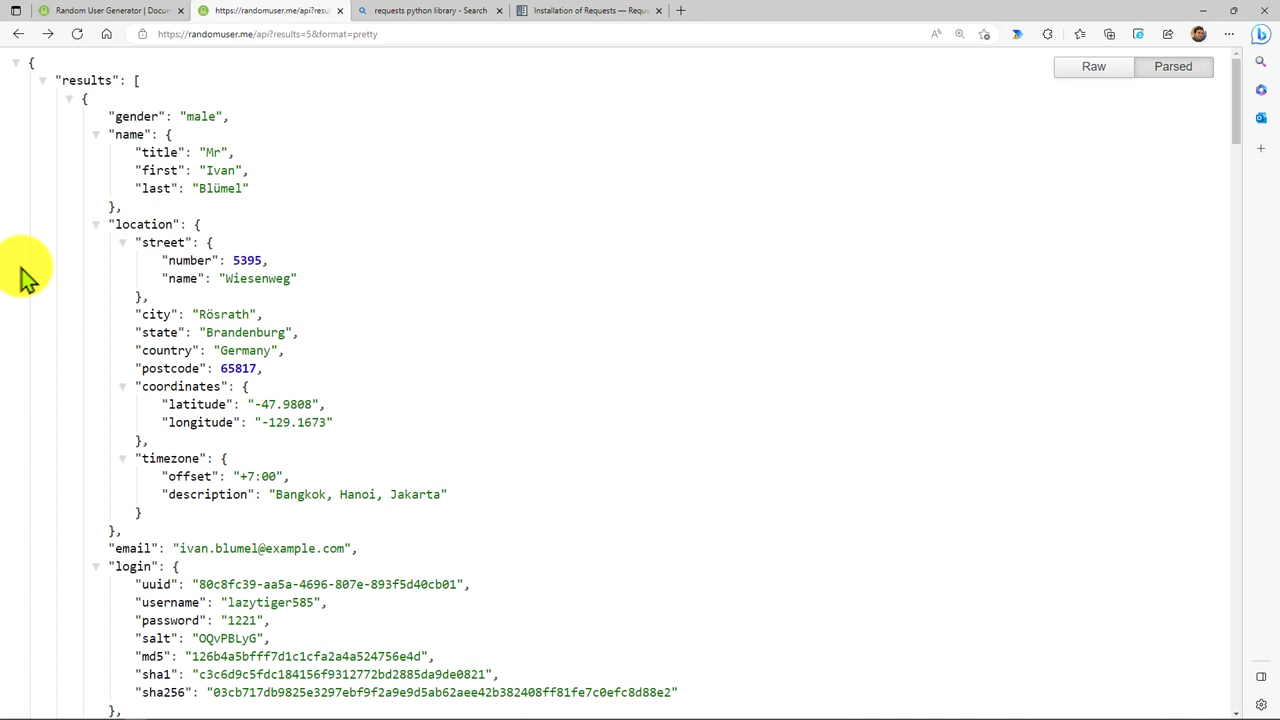 Random User Generator | Docum
https://randomuser.me/api?resu
requests python library - Search
Installation of Requests — Reque
https://randomuser.me/api?results=5&format=pretty
Raw
Parsed
{
"results": [
{
"gender": "male",
"name": {
"title": "Mr",
"first": "Ivan",
"last": "Blümel"
},
"location": {
"street": {
"number": 5395,
"name": "Wiesenweg"
},
"city": "Rösrath",
"state": "Brandenburg",
"country": "Germany",
"postcode": 65817,
"coordinates": {
"latitude": "-47.9808",
"longitude": "-129.1673"
},
"timezone": {
"offset": "+7:00",
"description": "Bangkok, Hanoi, Jakarta"
}
},
"email": "ivan.blumel@example.com",
"login": {
"uuid": "80c8fc39-aa5a-4696-807e-893f5d40cb01",
"username": "lazytiger585",
"password": "1221",
"salt": "OQvPBLyG",
"md5": "126b4a5bfff7d1c1cfa2a4a524756e4d",
"sha1": "c3c6d9c5fdc184156f9312772bd2885da9de0821",
"sha256": "03cb717db9825e3297ebf9f2a9e9d5ab62aee42b382408ff81fe7c0efc8d88e2"
},